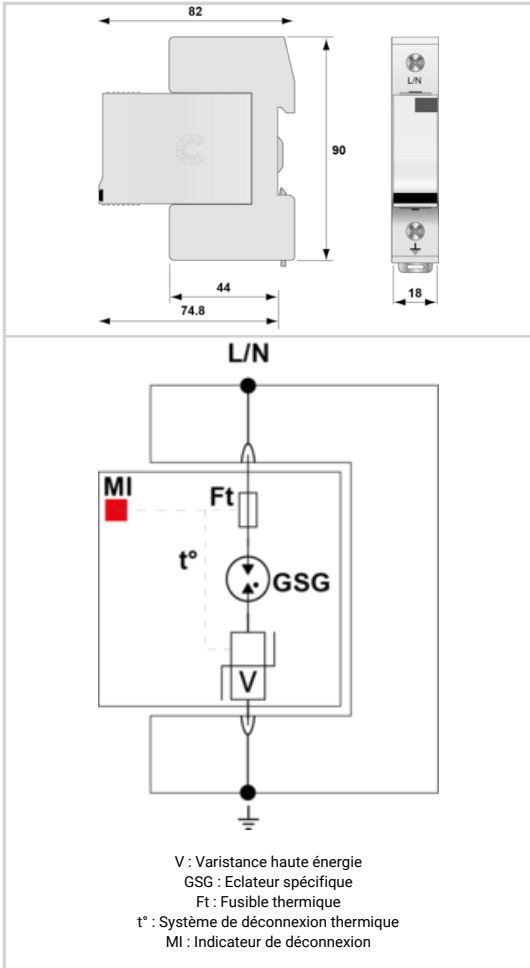 82
L/N
90
44
18
74.8
L/N
MI
Ft
t°
GSG
V
V : Varistance haute énergie
GSG : Eclateur spécifique
Ft : Fusible thermique
t° : Système de déconnexion thermique
MI : Indicateur de déconnexion